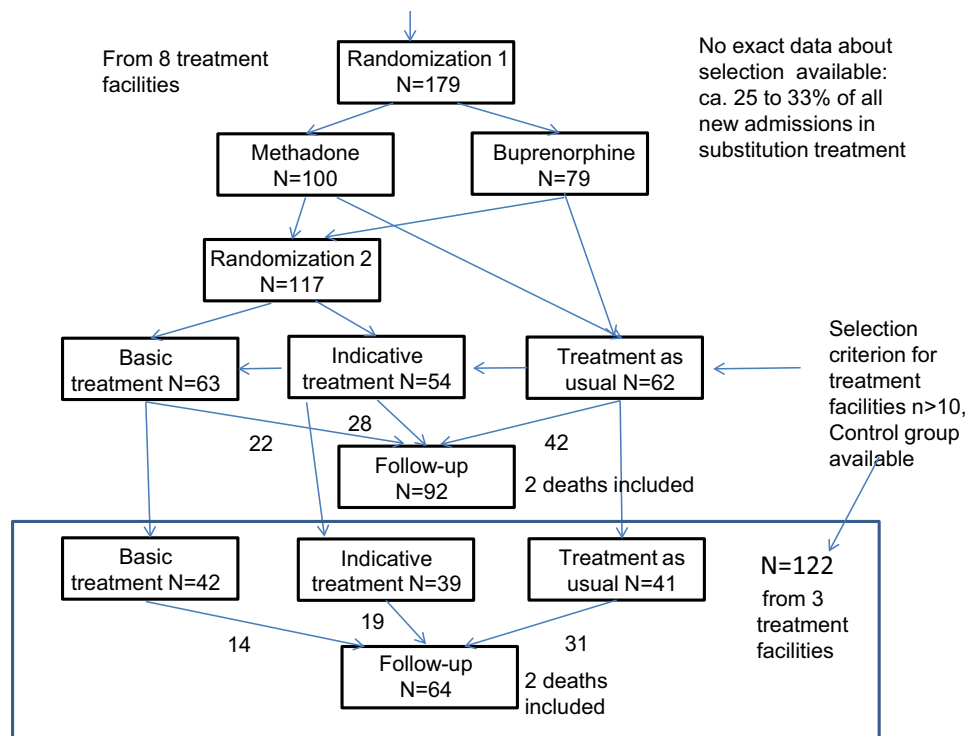 From 8 treatment
facilities
Randomization 1
N=179
No exact data about
selection available:
ca. 25 to 33% of all
new admissions in
substitution treatment
Methadone
N=100
Buprenorphine
N=79
Randomization 2
N=117
Basic
treatment N=63
Indicative
treatment N=54
Treatment as
usual N=62
Selection
criterion for
treatment
facilities n>10,
Control group
available
22
28
42
Follow-up
N=92
2 deaths included
Basic
treatment N=42
Indicative
treatment N=39
Treatment as
usual N=41
N=122
from 3
treatment
facilities
14
19
31
Follow-up
N=64
2 deaths
included